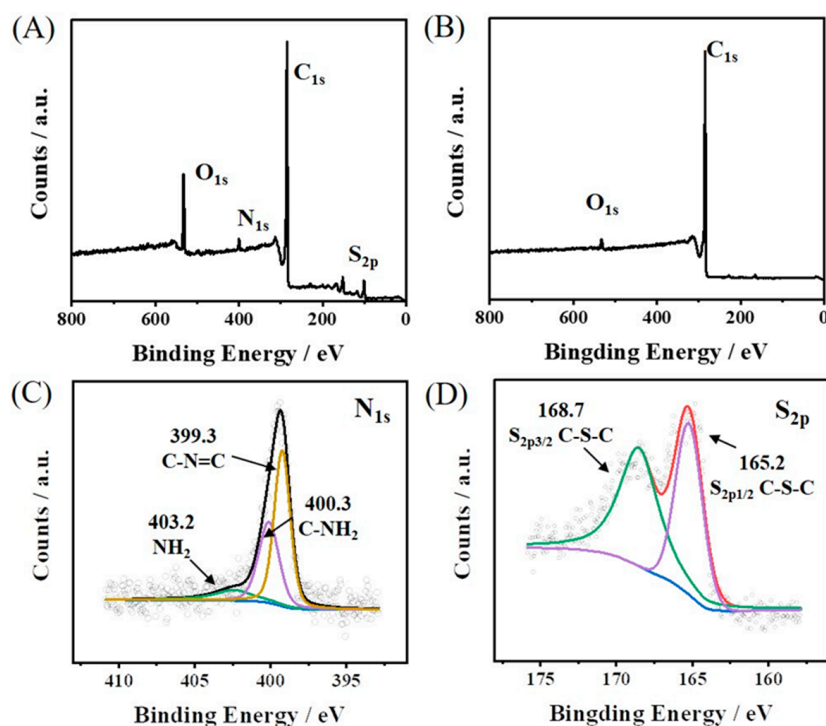 (A)
C1s
O1s
N1s
S2p
Counts / a.u.
800 600 400 200 0
Binding Energy / eV
(B)
C1s
O1s
Counts / a.u.
800 600 400 200 0
Bingding Energy / eV
(C)
N1s
399.3
C-N=C
400.3
C-NH2
403.2
NH2
Counts / a.u.
410 405 400 395
Binding Energy / eV
(D)
S2p
168.7
S2p3/2 C-S-C
165.2
S2p1/2 C-S-C
Counts / a.u.
175 170 165 160
Bingding Energy / eV